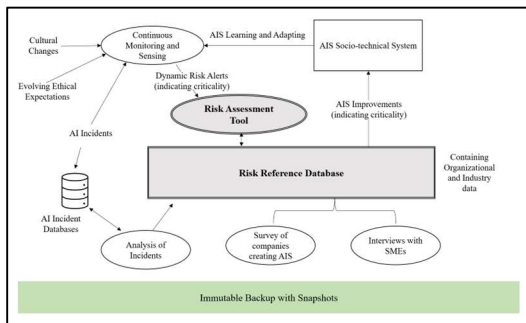 Cultural
Changes
Continuous
Monitoring and
Sensing
AIS Learning and Adapting
AIS Socio-technical System
Evolving Ethical
Expectations
Dynamic Risk Alerts
(indicating criticality)
AIS Improvements
(indicating criticality)
Risk Assessment
Tool
AI Incidents
Risk Reference Database
Containing
Organizational
and Industry
data
AI Incident
Databases
Analysis of
Incidents
Survey of
companies
creating AIS
Interviews with
SMEs
Immutable Backup with Snapshots